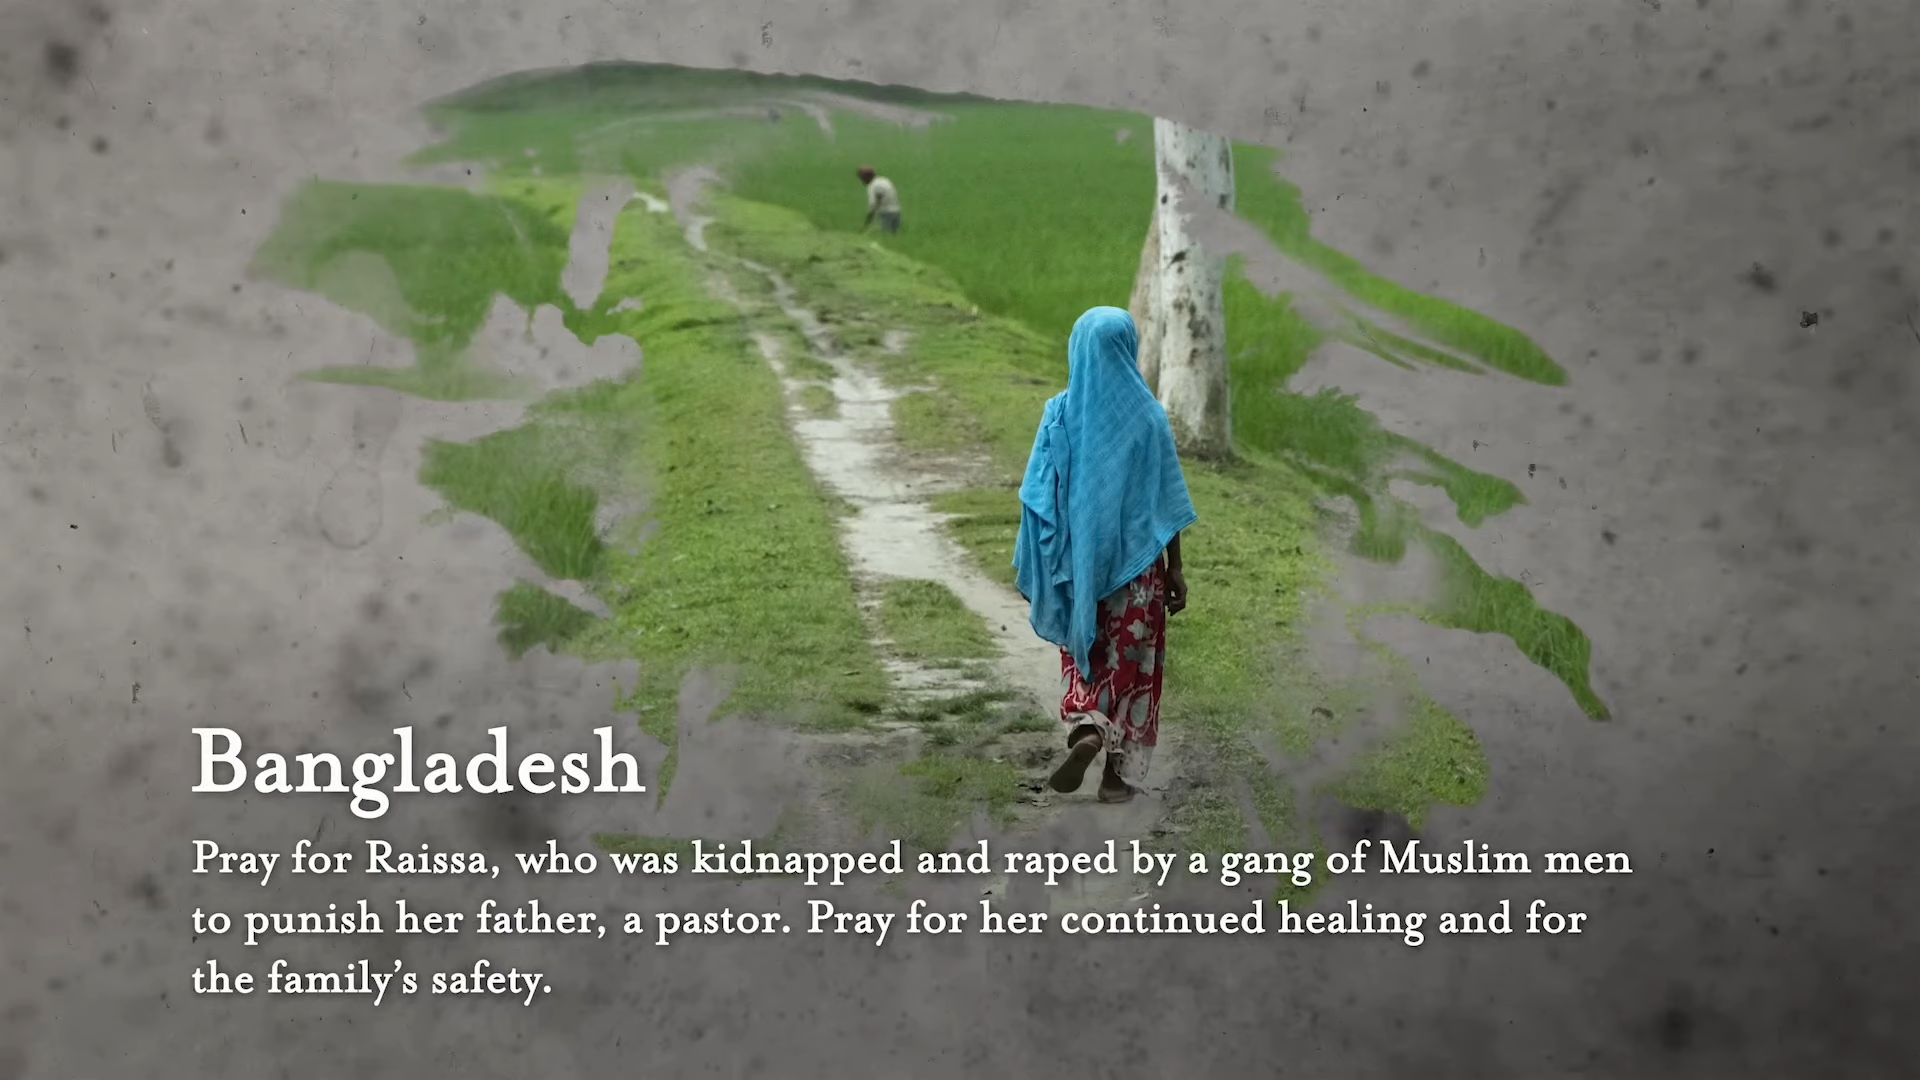 Bangladesh
Pray for Raissa, who was kidnapped and raped by a gang of Muslim men
to punish her father, a pastor. Pray for her continued healing and for
the family’s safety.